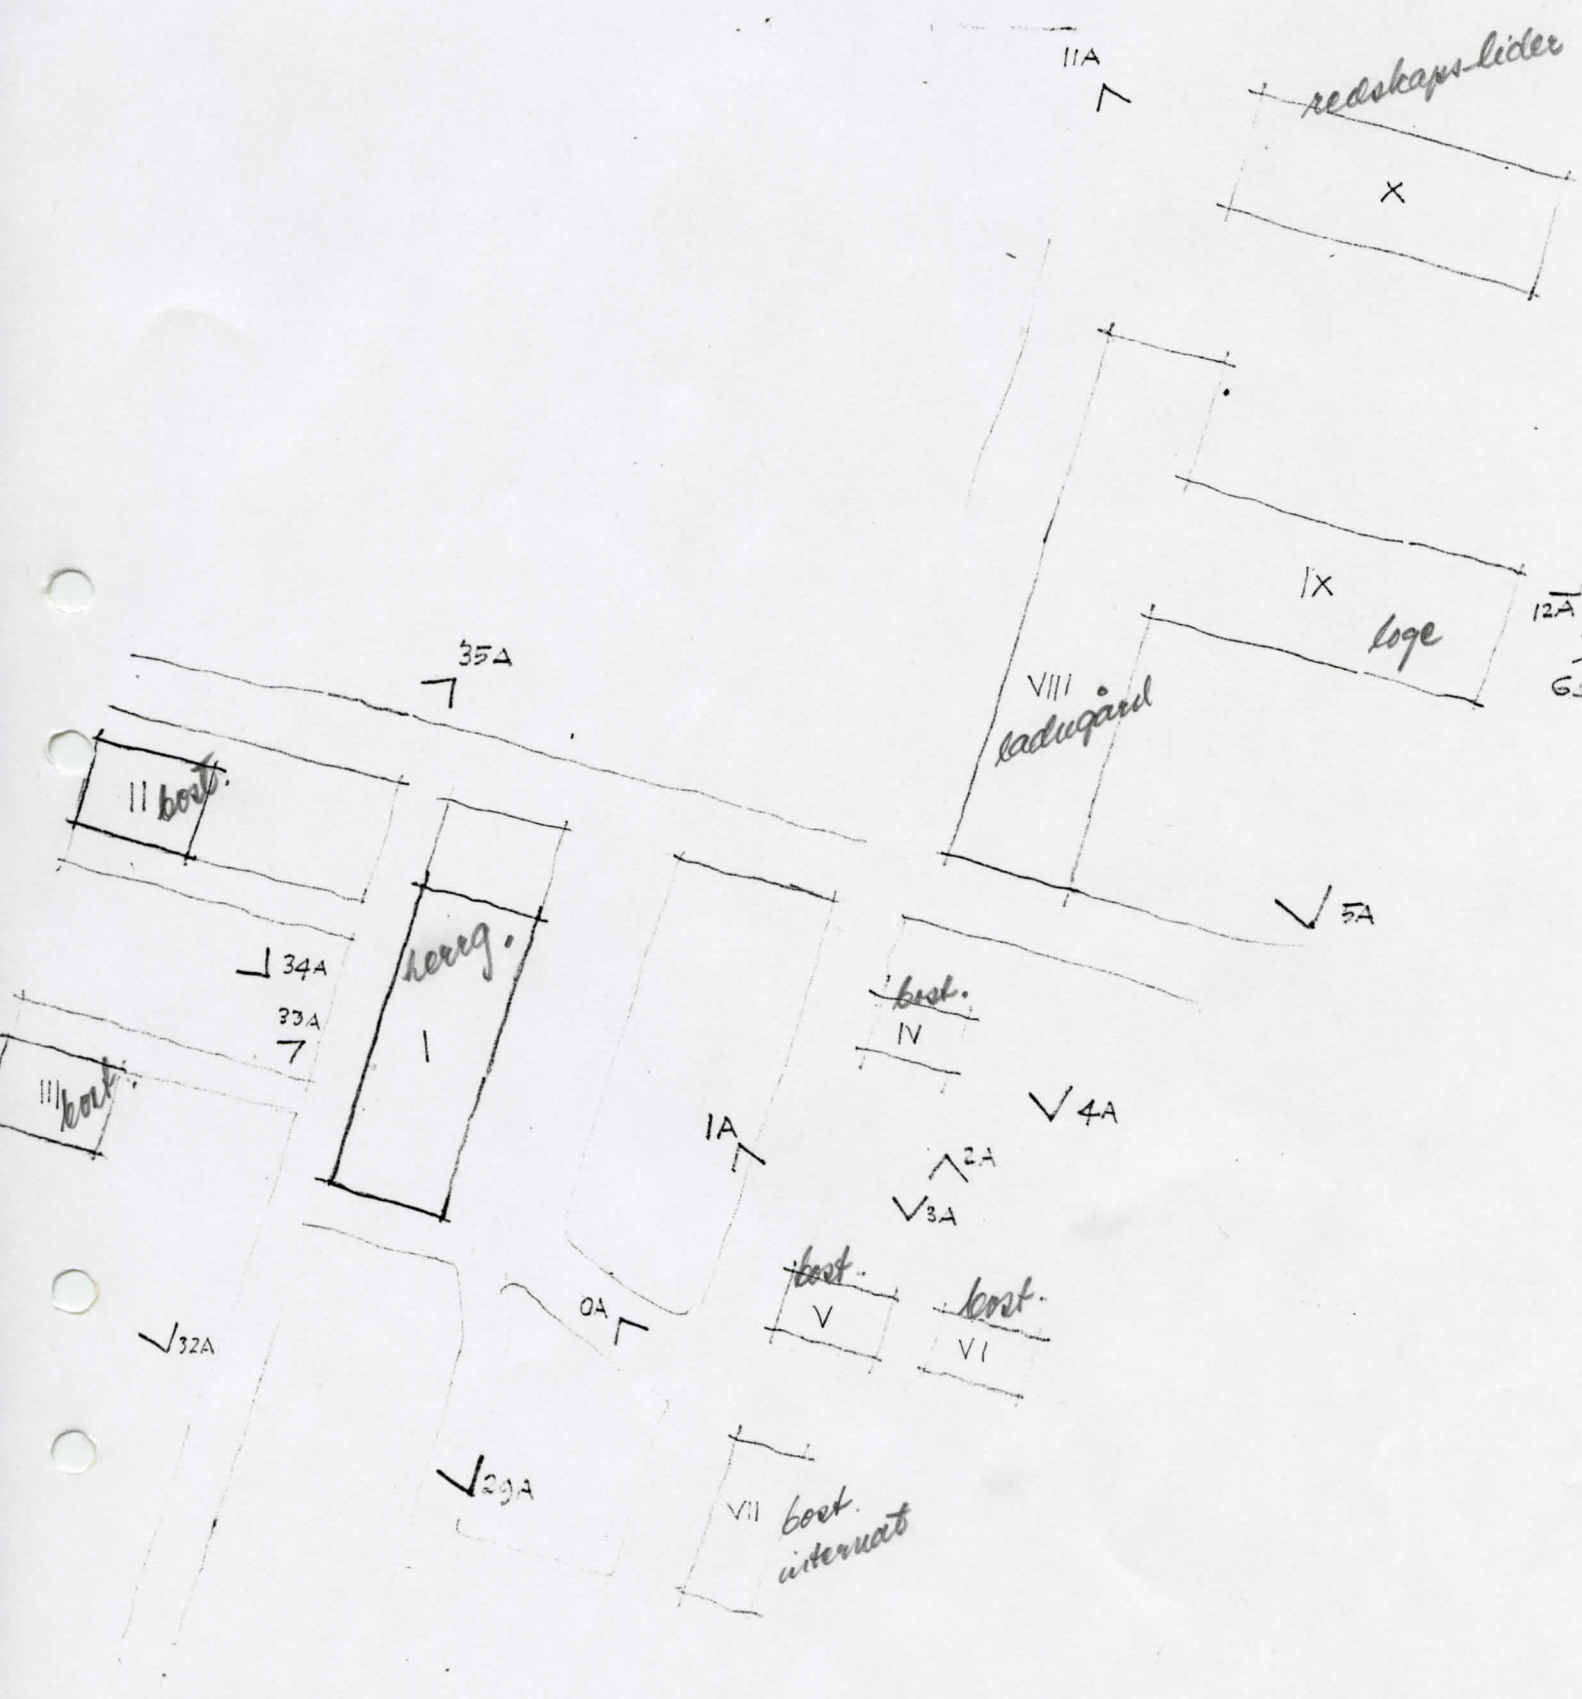 11A
redskaps-lider
X
IX
loge
12A
VIII
ladugård
35A
II bost.
herrg.
I
34A
33A
III bost.
5A
bost.
IV
4A
1A
2A
3A
bost.
V
bost.
VI
0A
32A
29A
VII bost.
internat